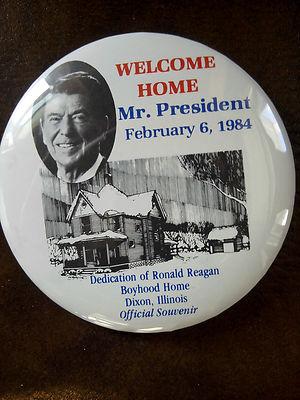 WELCOME
HOME
Mr. President
February 6, 1984
Dedication of Ronald Reagan
Boyhood Home
Dixon, Illinois
Official Souvenir